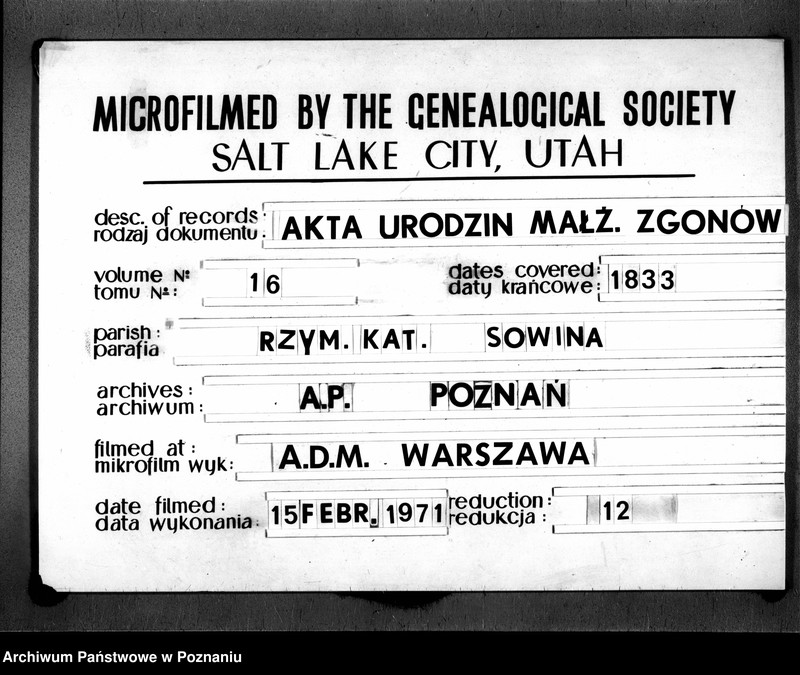 MICROFILMED BY THE GENEALOGICAL SOCIETY
SALT LAKE CITY, UTAH
desc. of records:
rodzaj dokumentu:
AKTA URODZIN MAŁŻ. ZGONÓW
volume №
tomu №:
16
dates covered:
daty krańcowe:
1833
parish:
parafia
RZYM. KAT. SOWINA
archives:
archiwum:
A.P. POZNAŃ
filmed at:
mikrofilm wyk:
A.D.M. WARSZAWA
date filmed:
data wykonania:
15 FEBR. 1971
reduction:
redukcja:
12
Archiwum Państwowe w Poznaniu